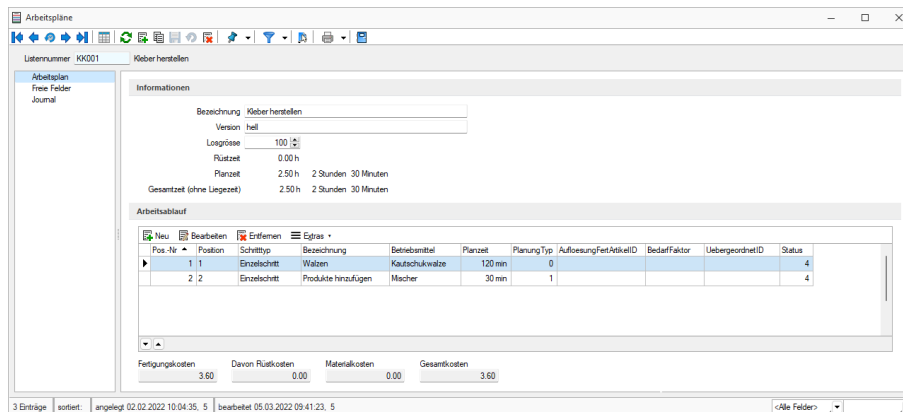 Arbeitspläne
Listennummer KK001 Kleber herstellen
Arbeitsplan
Freie Felder
Journal
Informationen
Bezeichnung Kleber herstellen
Version hell
Losgrösse 100
Rüstzeit 0.00 h
Planzeit 2.50 h 2 Stunden 30 Minuten
Gesamtzeit (ohne Liegezeit) 2.50 h 2 Stunden 30 Minuten
Arbeitsablauf
Neu Bearbeiten Entfernen Extras
Pos.-Nr Position Schritttyp Bezeichnung Betriebsmittel Planzeit PlanungTyp AufloesungFertArtikelID BedarfFaktor UebergeordnetID Status
1 1 Einzelschritt Walzen Kautschukwalze 120 min 0 4
2 2 Einzelschritt Produkte hinzufügen Mischer 30 min 1 4
Fertigungskosten Davon Rüstkosten Materialkosten Gesamtkosten
3.60 0.00 0.00 3.60
3 Einträge sortiert: angelegt 02.02.2022 10:04:35, 5 bearbeitet 05.03.2022 09:41:23, 5 <Alle Felder>